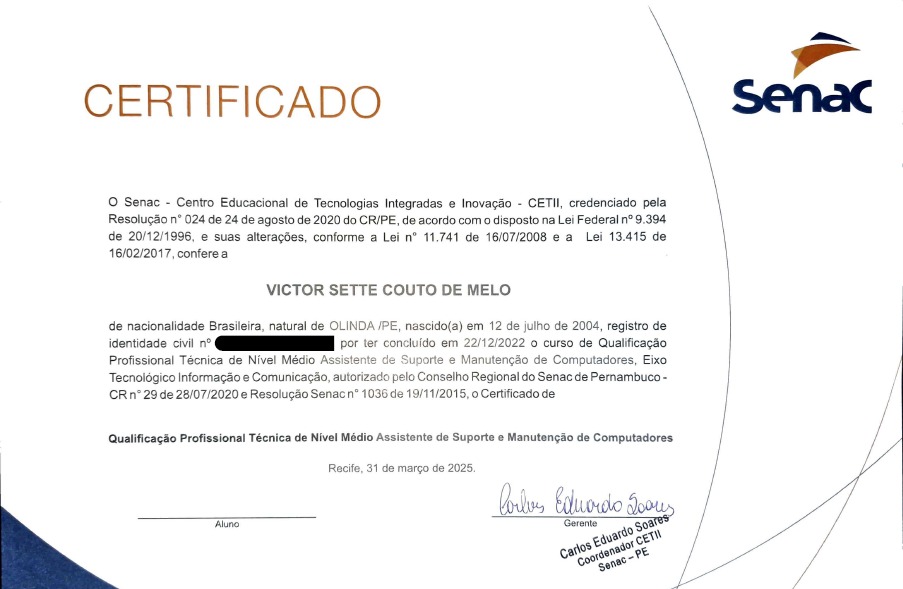 Senac
CERTIFICADO
O Senac - Centro Educacional de Tecnologias Integradas e Inovação - CETII, credenciado pela
Resolução n° 024 de 24 de agosto de 2020 do CR/PE, de acordo com o disposto na Lei Federal nº 9.394
de 20/12/1996, e suas alterações, conforme a Lei n° 11.741 de 16/07/2008 e a Lei 13.415 de
16/02/2017, confere a
VICTOR SETTE COUTO DE MELO
de nacionalidade Brasileira, natural de OLINDA /PE, nascido(a) em 12 de julho de 2004, registro de
identidade civil nº por ter concluído em 22/12/2022 o curso de Qualificação
Profissional Técnica de Nível Médio Assistente de Suporte e Manutenção de Computadores, Eixo
Tecnológico Informação e Comunicação, autorizado pelo Conselho Regional do Senac de Pernambuco -
CR n° 29 de 28/07/2020 e Resolução Senac n° 1036 de 19/11/2015, o Certificado de
Qualificação Profissional Técnica de Nível Médio Assistente de Suporte e Manutenção de Computadores
Recife, 31 de março de 2025.
Carlos Eduardo Soares
Aluno
Gerente
Carlos Eduardo Soares
Coordenador CETII
Senac – PE